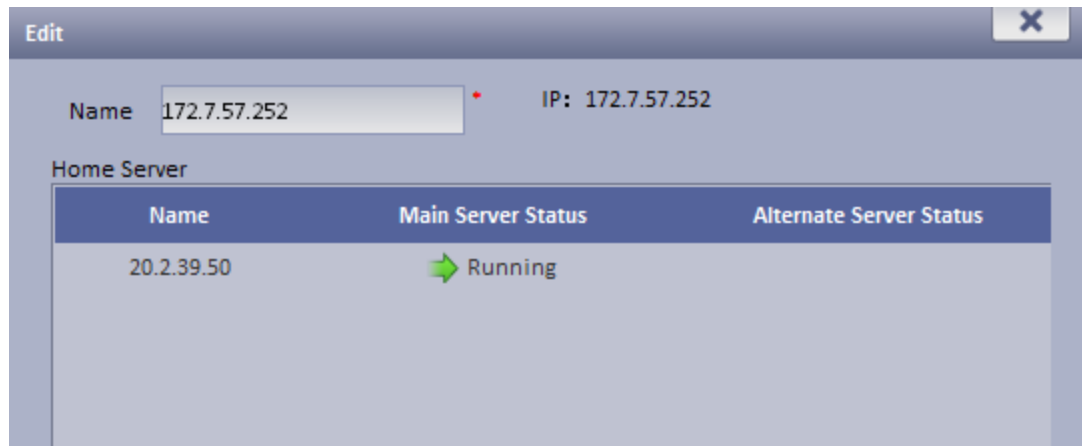 Edit
Name 172.7.57.252 * IP: 172.7.57.252
Home Server
Name Main Server Status Alternate Server Status
20.2.39.50 Running